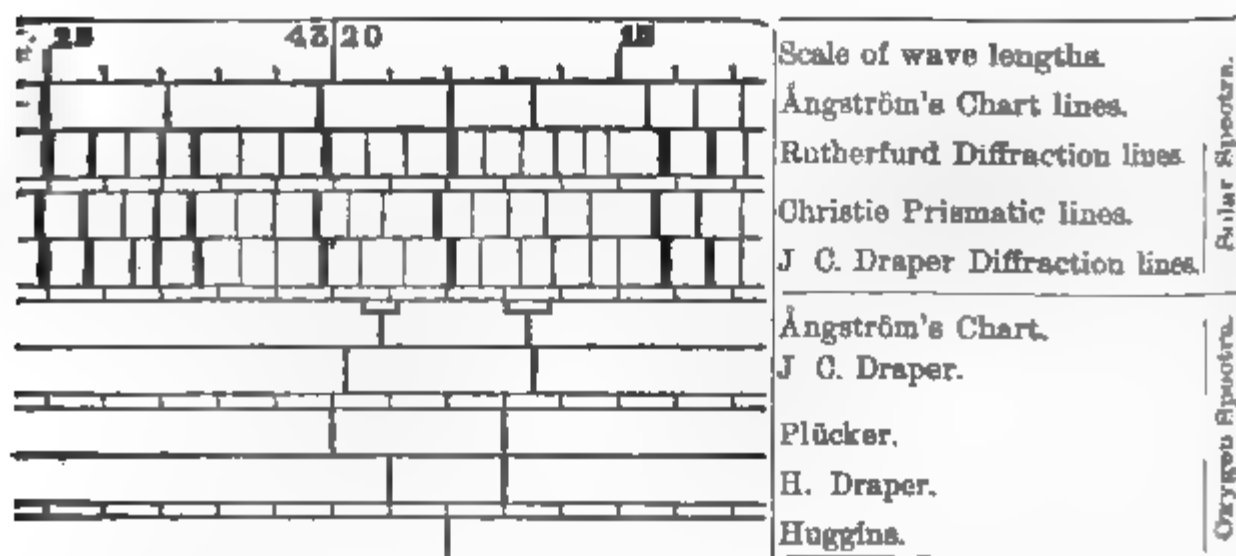 25 4320 15
Scale of wave lengths.
Ångström's Chart lines.
Rutherfurd Diffraction lines
Christie Prismatic lines.
J C. Draper Diffraction lines.
Solar Spectra.
Ångström's Chart.
J C. Draper.
Plücker.
H. Draper.
Huggins.
Oxygen Spectra.